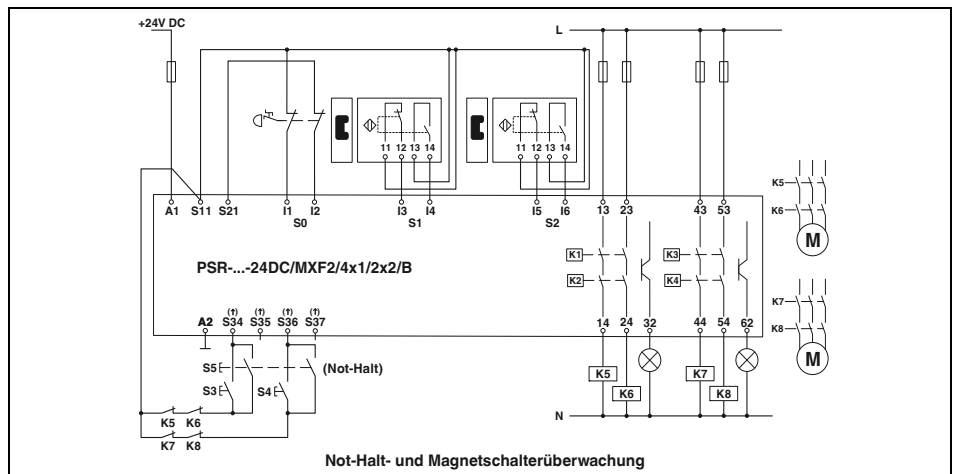 +24V DC
L
11 12 13 14
11 12 13 14
A1 S11 S21 I1 I2 I3 I4 I5 I6 13 23 43 53
S0 S1 S2
K5
K6
M
K1 K3
K2 K4
PSR-...-24DC/MXF2/4x1/2x2/B
K7
K8
M
(†) (†) (†) (†)
A2 S34 S35 S36 S37 14 24 32 44 54 62
S5 (Not-Halt)
S3 S4
K5 K7
K6 K8
K5 K6
K7 K8
N
Not-Halt- und Magnetschalterüberwachung